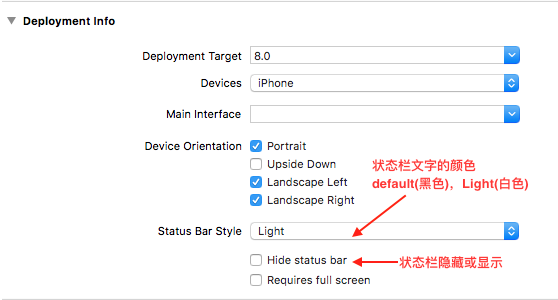 Deployment Info
Deployment Target 8.0
Devices iPhone
Main Interface
Device Orientation Portrait
Upside Down
Landscape Left
Landscape Right
状态栏文字的颜色
default(黑色)，Light(白色)
Status Bar Style Light
Hide status bar
状态栏隐藏或显示
Requires full screen